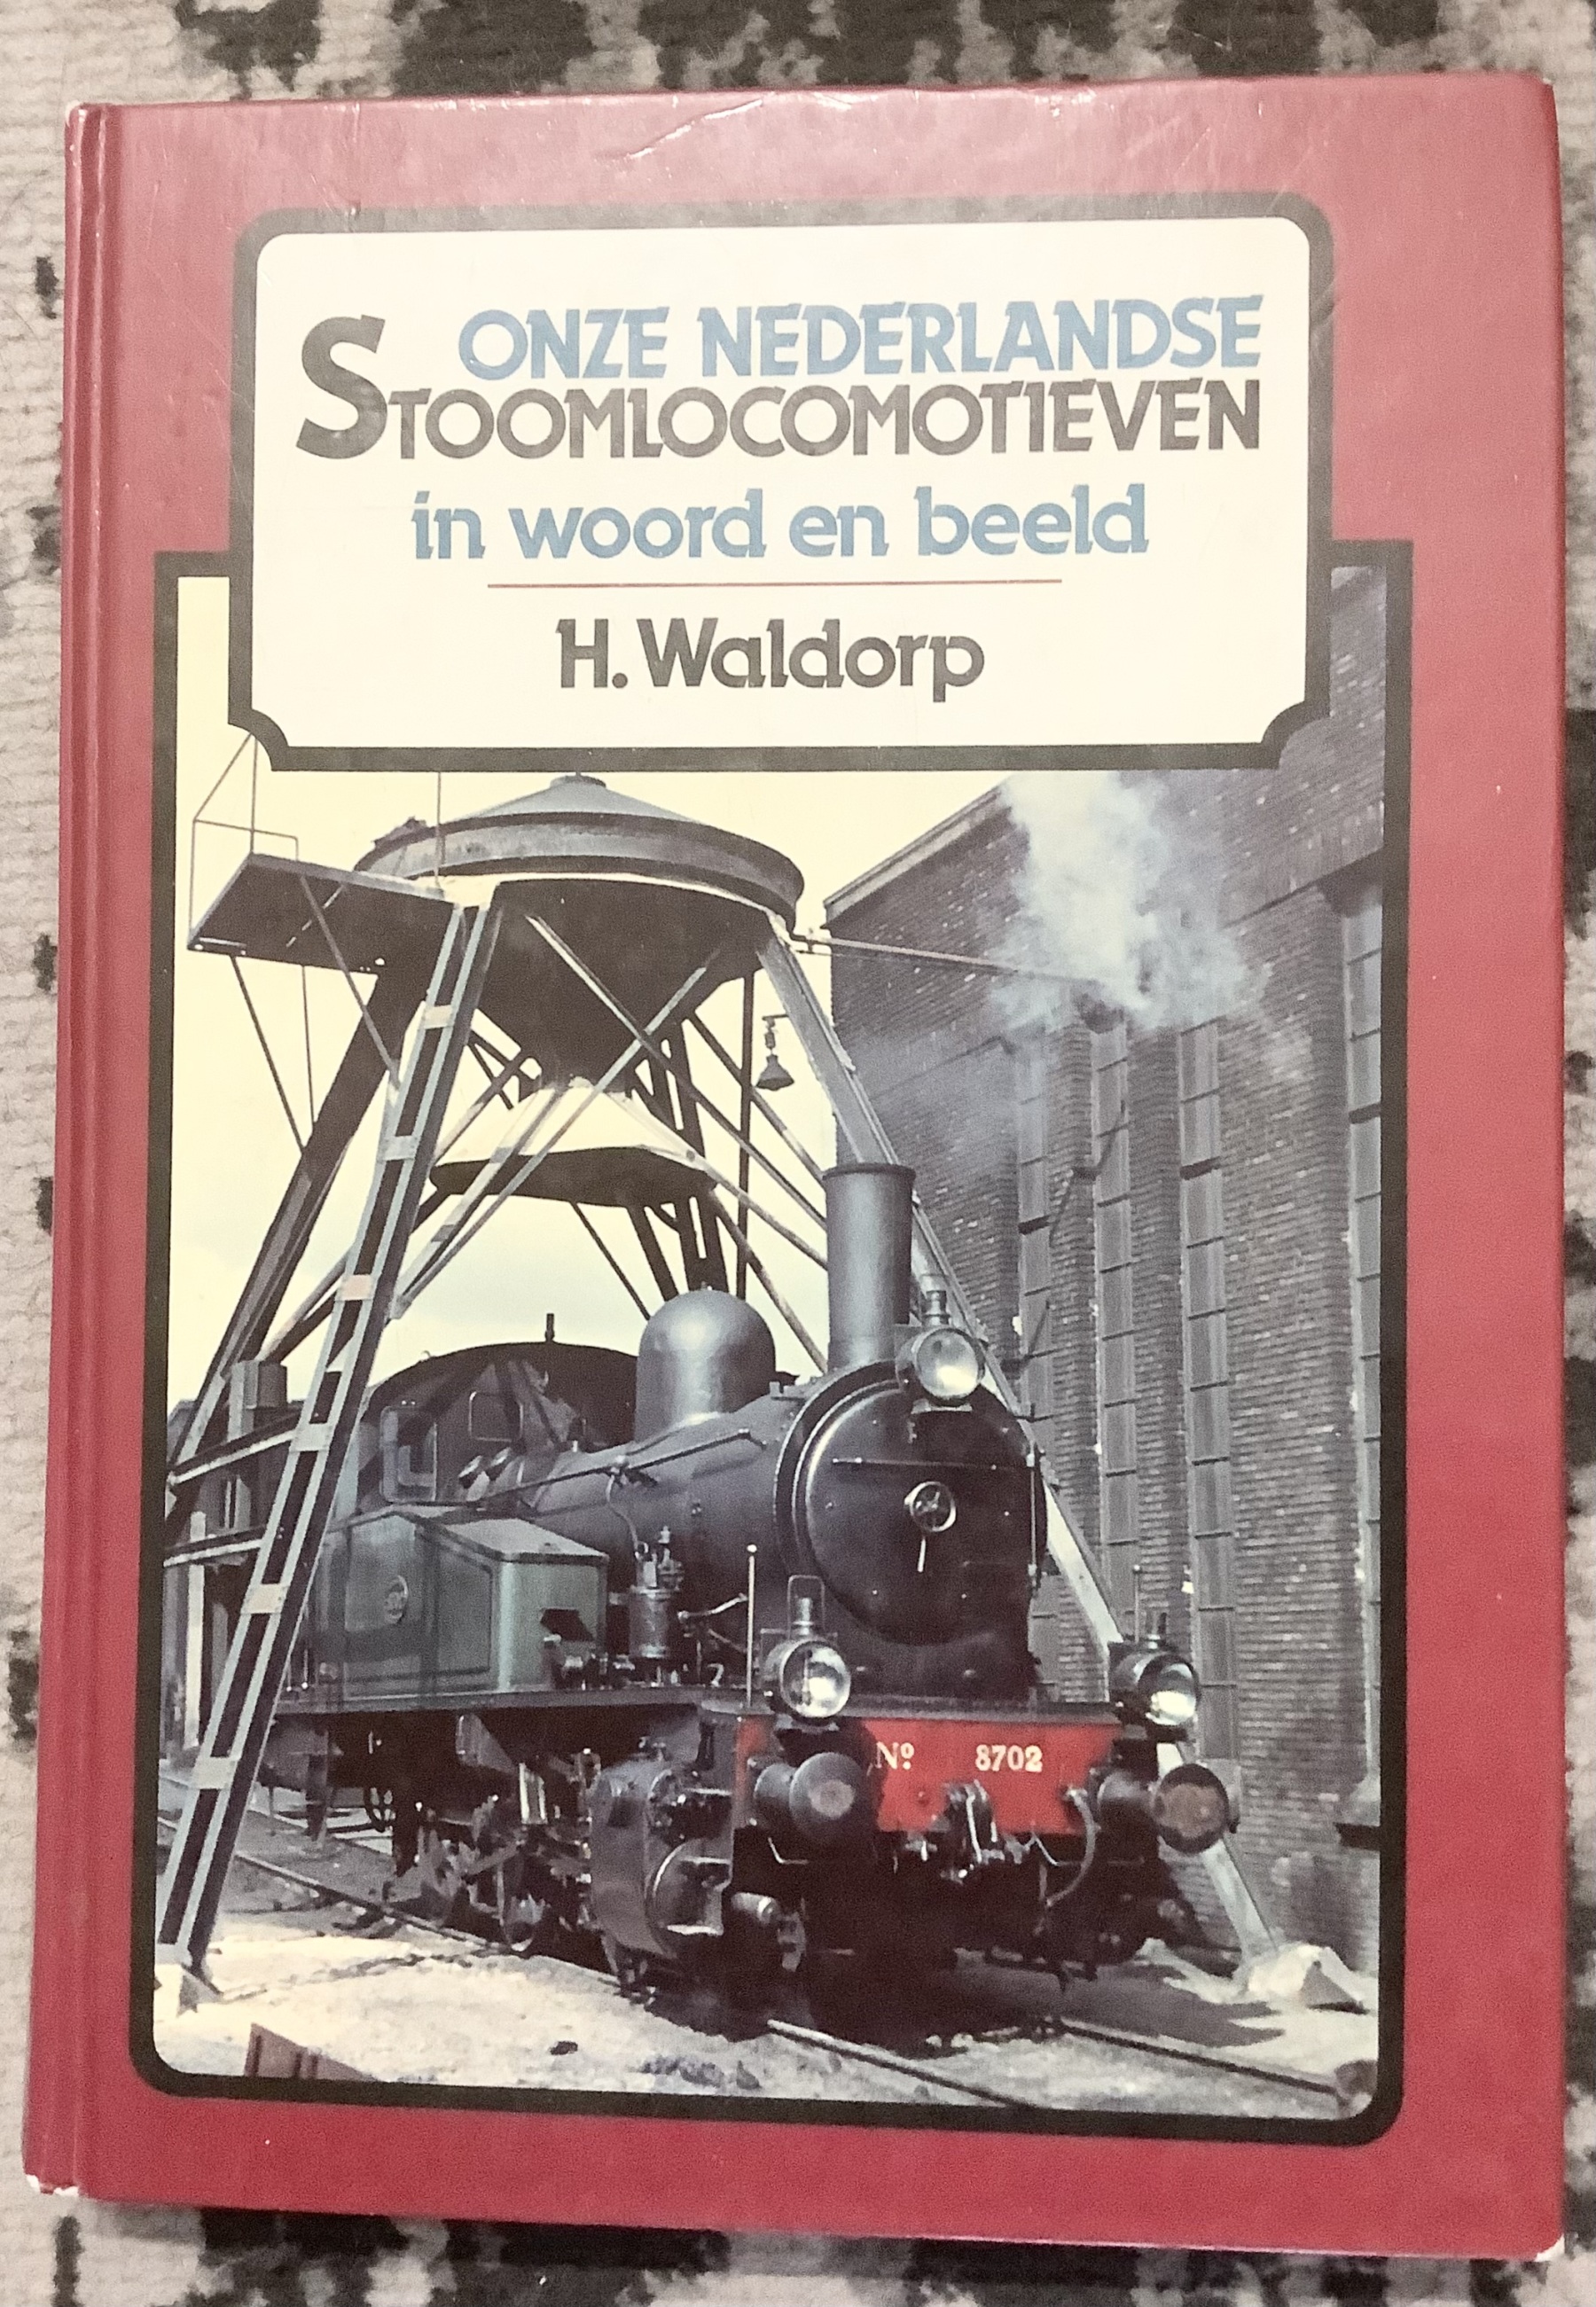 ONZE NEDERLANDSE
STOOMLOCOMOTIEVEN
in woord en beeld
H. Waldorp
Nº 8702